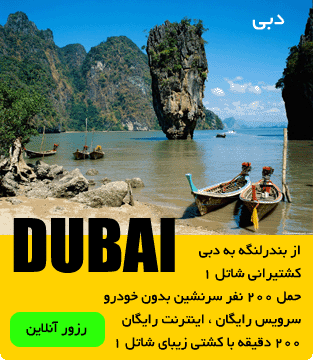 دبی
DUBAI
از بندرلنگه به دبی
کشتیرانی شاتل ۱
حمل ۲۰۰ نفر سرنشین بدون خودرو
سرویس رایگان ، اینترنت رایگان
۲۰۰ دقیقه با کشتی زیبای شاتل ۱
رزور آنلاین